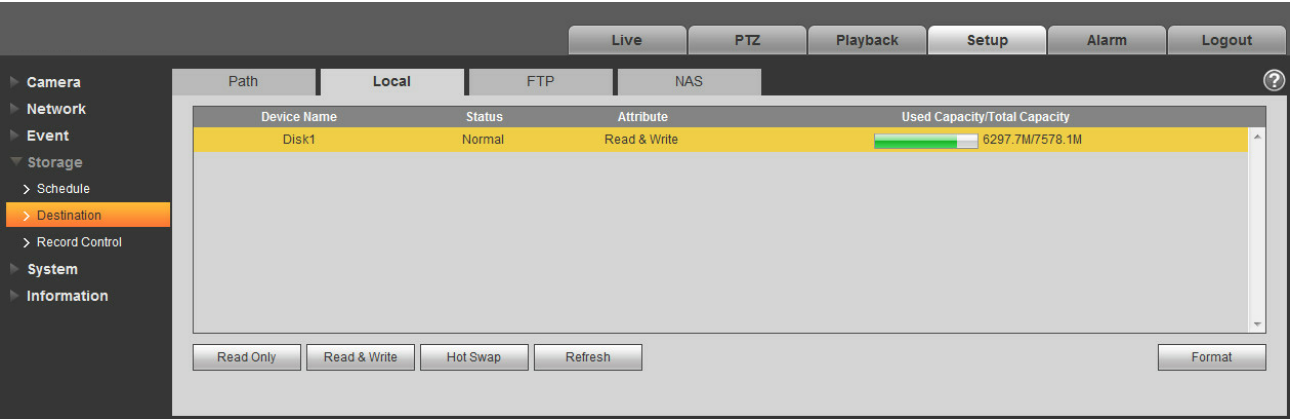 Live PTZ Playback Setup Alarm Logout
Camera
Network
Event
Storage
Schedule
Destination
Record Control
System
Information
Path Local FTP NAS ?
Device Name Status Attribute Used Capacity/Total Capacity
Disk1 Normal Read & Write 6297.7M/7578.1M
Read Only Read & Write Hot Swap Refresh Format